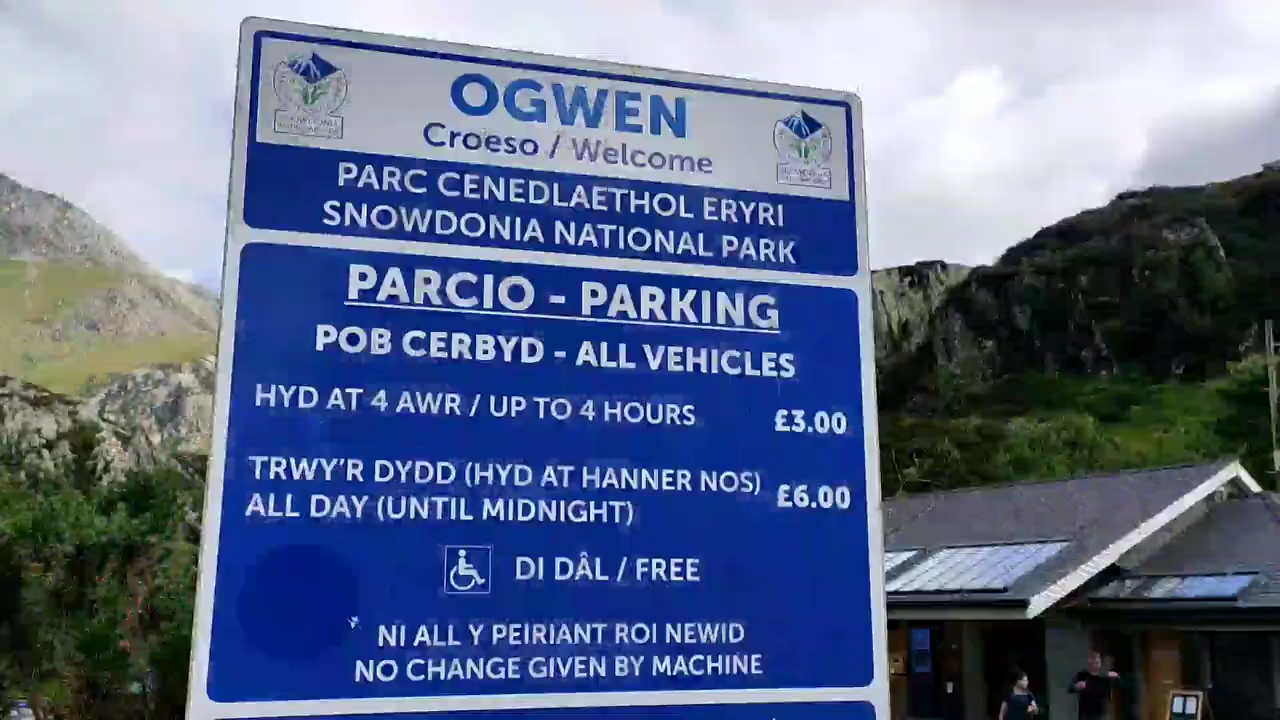 OGWEN
Croeso / Welcome
PARC CENEDLAETHOL ERYRI
SNOWDONIA NATIONAL PARK
PARCIO - PARKING
POB CERBYD - ALL VEHICLES
HYD AT 4 AWR / UP TO 4 HOURS £3.00
TRWY'R DYDD (HYD AT HANNER NOS)
ALL DAY (UNTIL MIDNIGHT) £6.00
DI DÂL / FREE
NI ALL Y PEIRIANT ROI NEWID
NO CHANGE GIVEN BY MACHINE